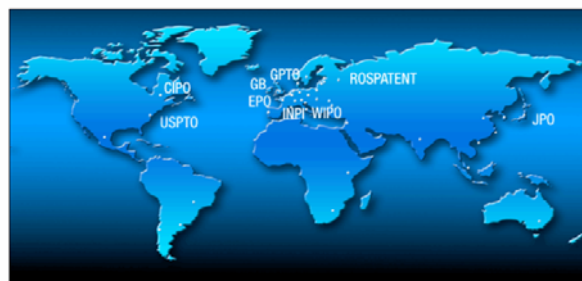 GPTO
ROSPATENT
CIPO
GB
EPO
INPI WIPO
USPTO
JPO